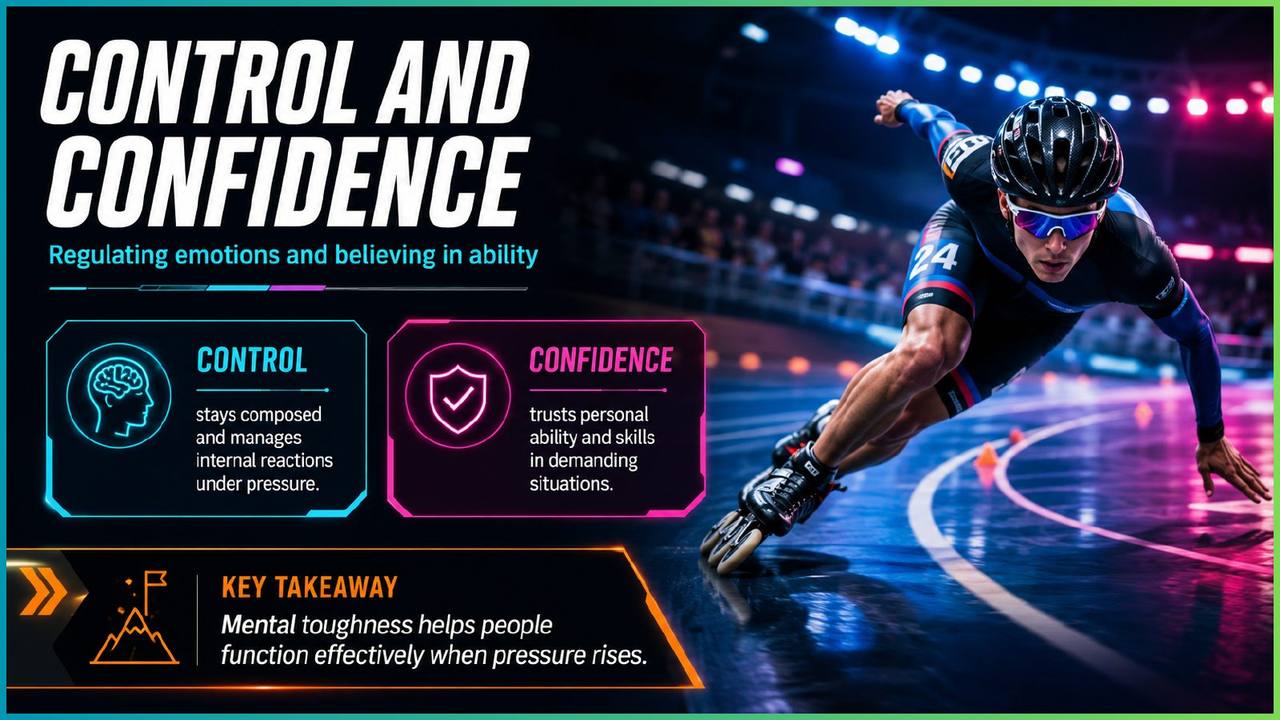 CONTROL AND
CONFIDENCE
Regulating emotions and believing in ability
CONTROL
stays composed
and manages
internal reactions
under pressure.
CONFIDENCE
trusts personal
ability and skills
in demanding
situations.
KEY TAKEAWAY
Mental toughness helps people
function effectively when pressure rises.
24